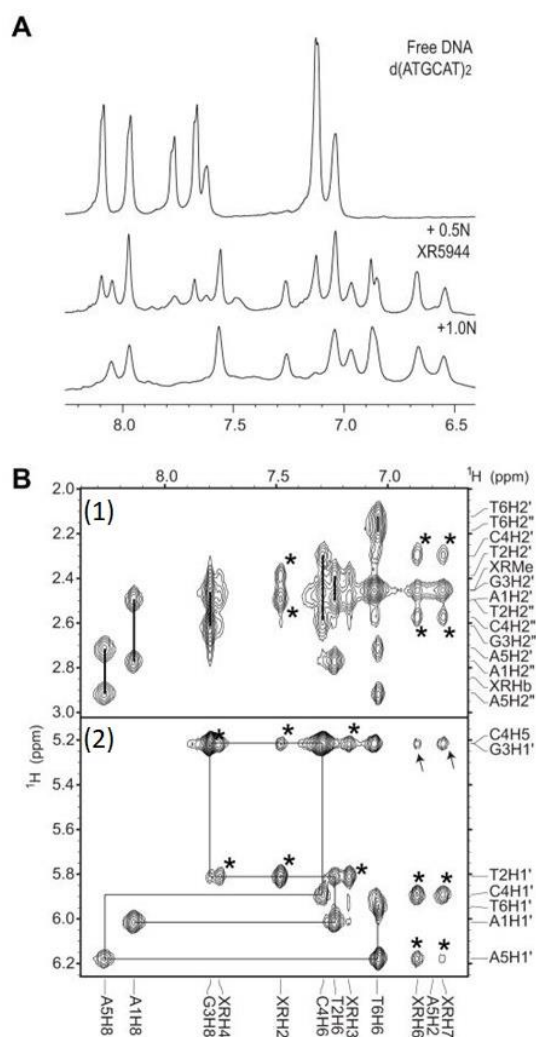 A
Free DNA
d(ATGCAT)2
+ 0.5N
XR5944
+1.0N
8.0 7.5 7.0 6.5
B
8.0 7.5 7.0 1H (ppm)
2.0
(1)
2.2
2.4
2.6
2.8
3.0
1H (ppm)
* *
*
* *
T6H2'
T6H2"
C4H2'
T2H2'
XRMe
G3H2'
A1H2'
T2H2"
C4H2"
G3H2"
A5H2'
A1H2"
XRHb
A5H2"
(2)
5.2
5.4
5.6
5.8
6.0
6.2
* * *
* * *
* *
* *
C4H5
G3H1'
T2H1'
C4H1'
T6H1'
A1H1'
A5H1'
A5H8
A1H8
G3H8
XRH4
XRH2
C4H6
T2H6
XRH3
T6H6
XRH6
A5H2
XRH7